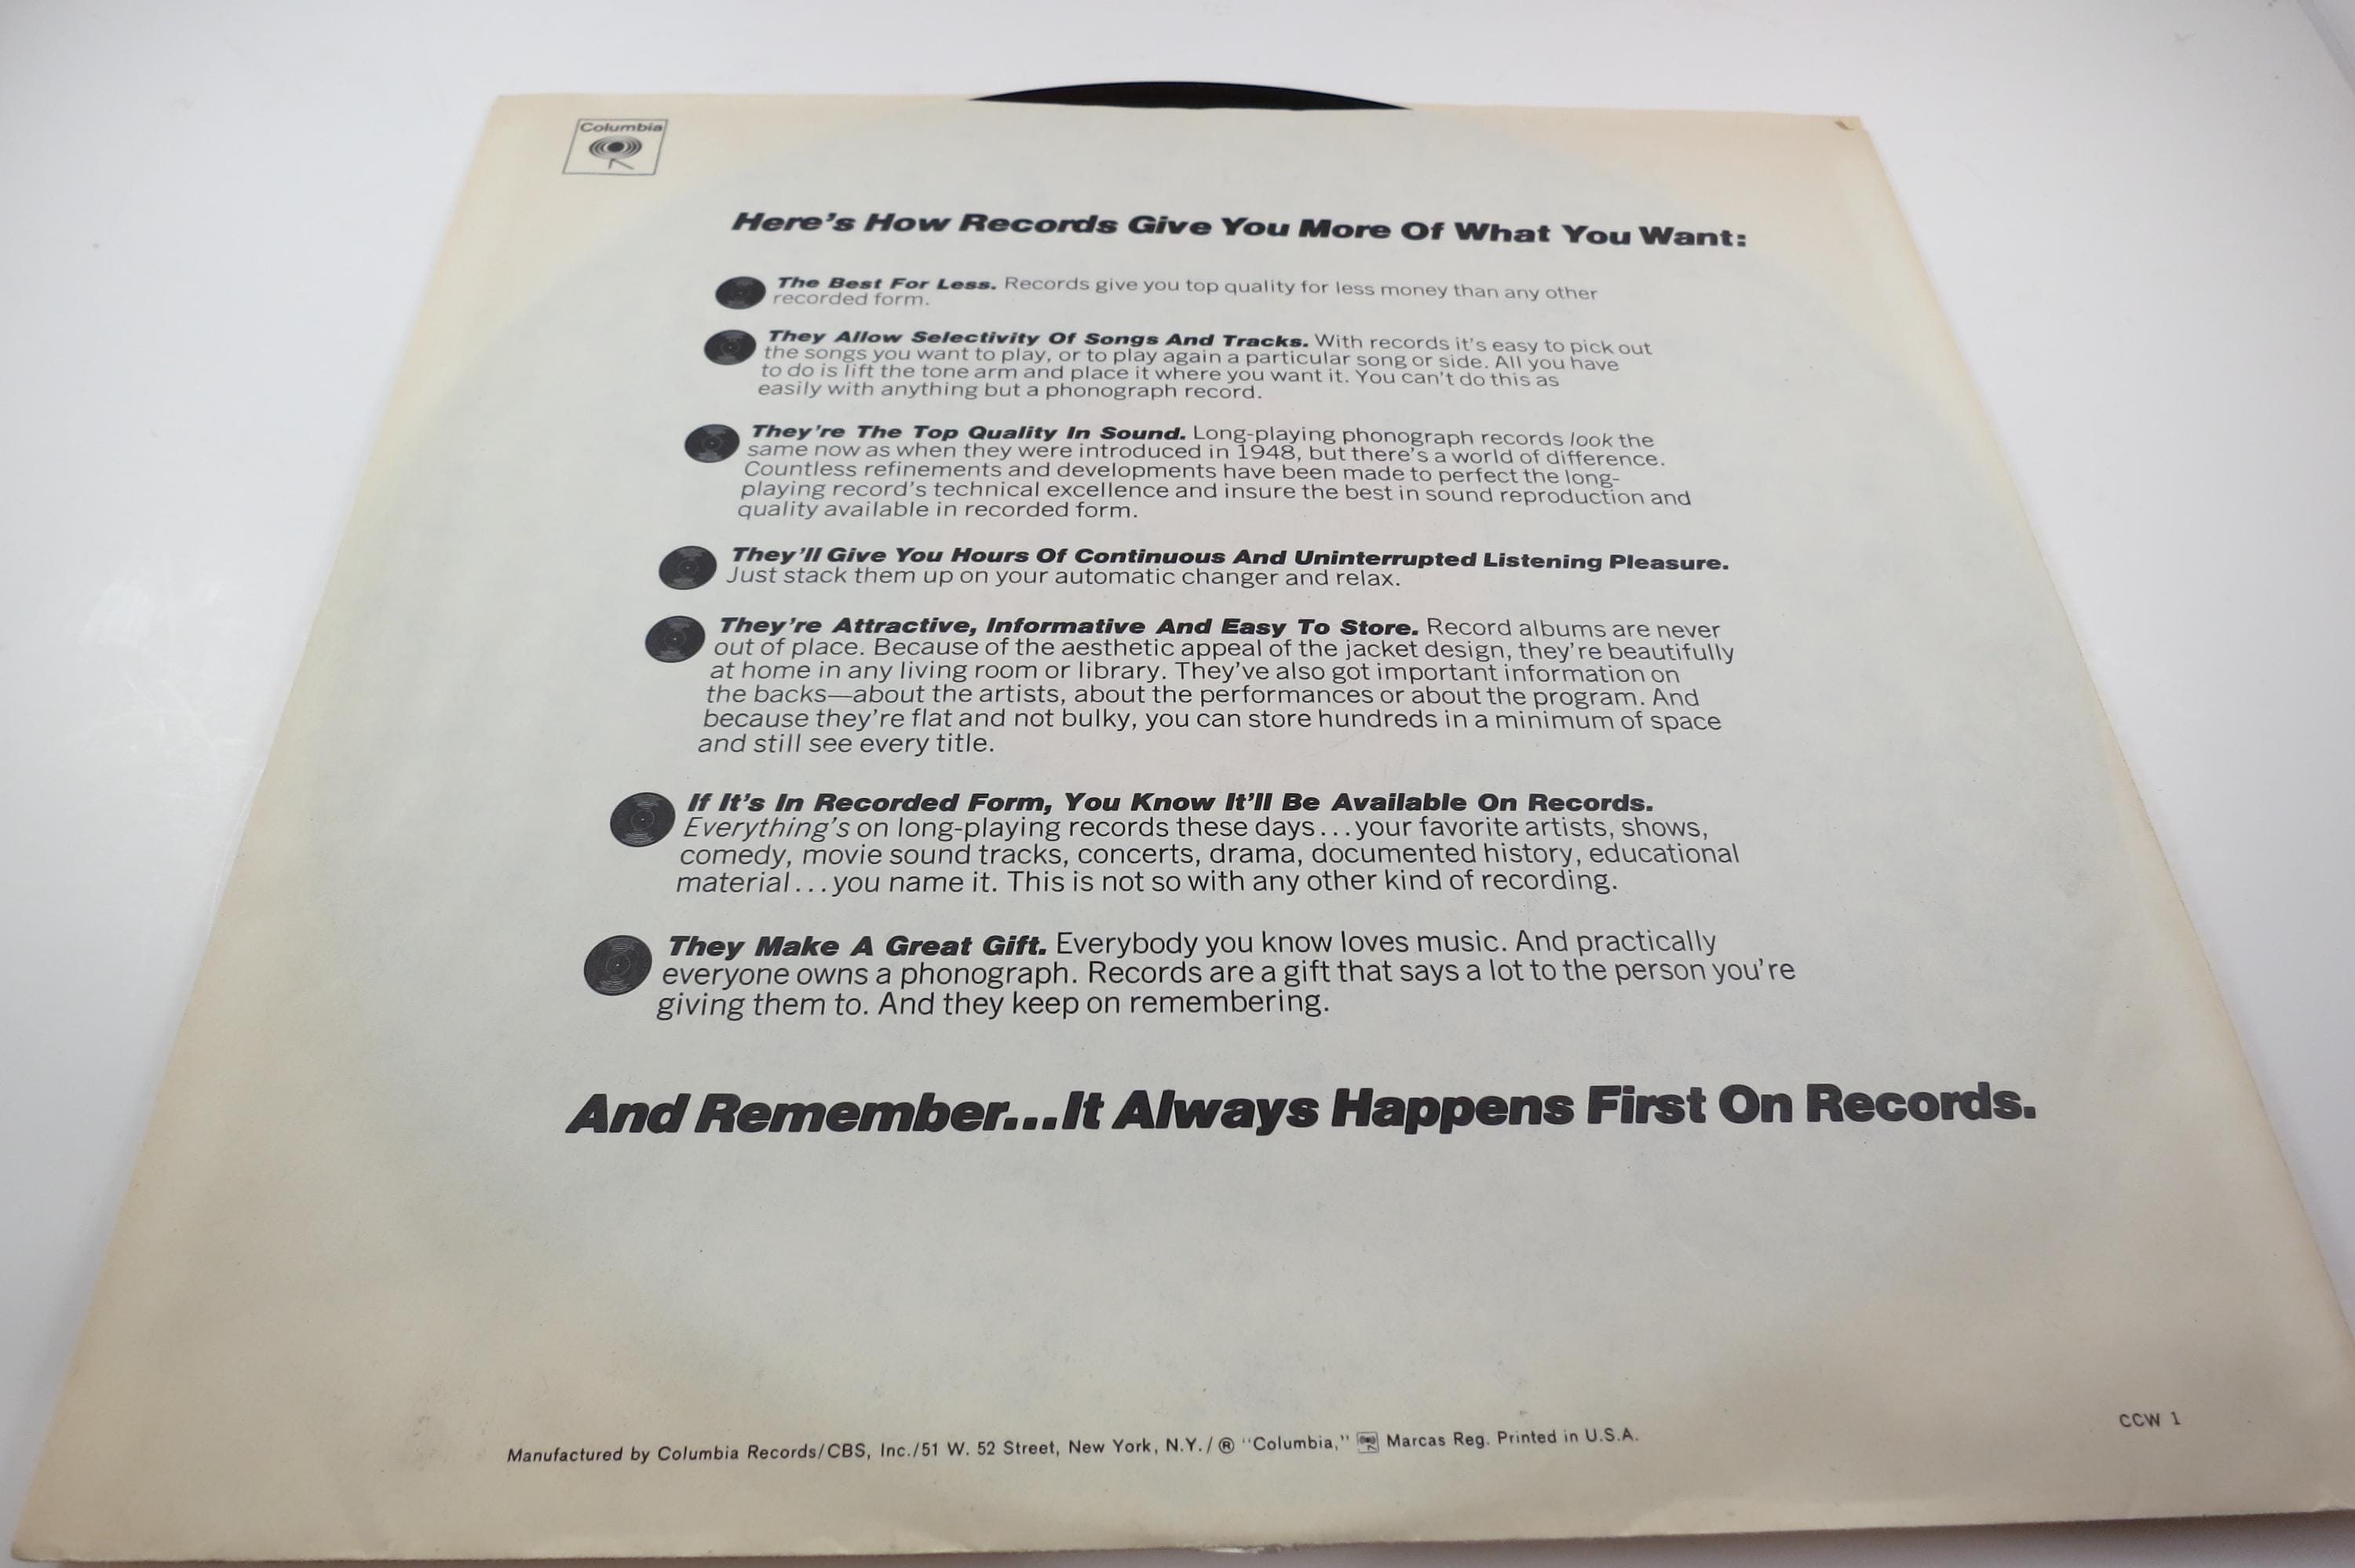 Columbia
Here's How Records Give You More Of What You Want:
The Best For Less. Records give you top quality for less money than any other
recorded form.
They Allow Selectivity Of Songs And Tracks. With records it's easy to pick out
the songs you want to play, or to play again a particular song or side. All you have
to do is lift the tone arm and place it where you want it. You can't do this as
easily with anything but a phonograph record.
They're The Top Quality In Sound. Long-playing phonograph records look the
same now as when they were introduced in 1948, but there's a world of difference.
Countless refinements and developments have been made to perfect the long-
playing record's technical excellence and insure the best in sound reproduction and
quality available in recorded form.
They'll Give You Hours Of Continuous And Uninterrupted Listening Pleasure.
Just stack them up on your automatic changer and relax.
They're Attractive, Informative And Easy To Store. Record albums are never
out of place. Because of the aesthetic appeal of the jacket design, they're beautifully
at home in any living room or library. They've also got important information on
the backs—about the artists, about the performances or about the program. And
because they're flat and not bulky, you can store hundreds in a minimum of space
and still see every title.
If It's In Recorded Form, You Know It'll Be Available On Records.
Everything's on long-playing records these days...your favorite artists, shows,
comedy, movie sound tracks, concerts, drama, documented history, educational
material...you name it. This is not so with any other kind of recording.
They Make A Great Gift. Everybody you know loves music. And practically
everyone owns a phonograph. Records are a gift that says a lot to the person you're
giving them to. And they keep on remembering.
And Remember...It Always Happens First On Records.
CCW 1
Manufactured by Columbia Records/CBS, Inc./51 W. 52 Street, New York, N.Y./® "Columbia," Marcas Reg. Printed in U.S.A.